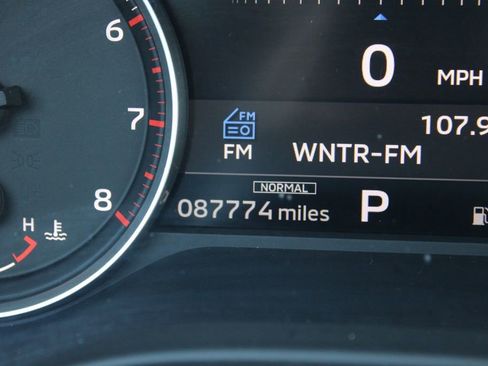 6
0
MPH
7
FM
107.9
FM
WNTR-FM
8
NORMAL
087774 miles
P
H